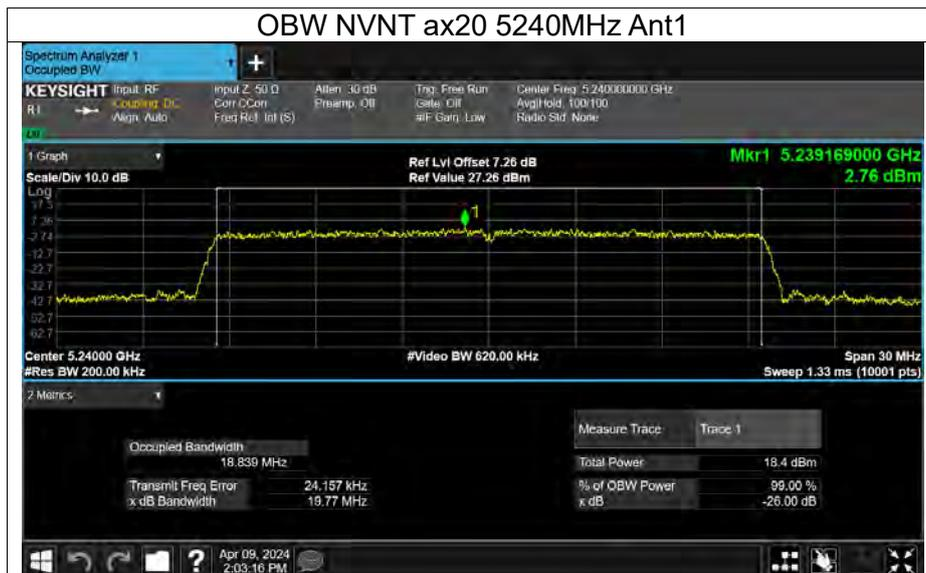 OBW NVNT ax20 5240MHz Ant1
Spectrum Analyzer 1
Occupied BW
+
KEYSIGHT Input: RF Input Z: 50 Ω Atten: 30 dB Trig: Free Run Center Freq: 5.240000000 GHz
Coupling: DC Corr CCorr Preamp: Off Gate: Off Avg|Hold: 100/100
Align: Auto Freq Ref: Int (S) #IF Gain: Low Radio Std: None
1 Graph
Ref Lvl Offset 7.26 dB
Mkr1 5.239169000 GHz
Scale/Div 10.0 dB
Ref Value 27.26 dBm
2.76 dBm
Log
17.3
7.26
1
-2.74
-12.7
-22.7
-32.7
-42.7
-52.7
-62.7
Center 5.24000 GHz
#Video BW 620.00 kHz
Span 30 MHz
#Res BW 200.00 kHz
Sweep 1.33 ms (10001 pts)
2 Metrics
Measure Trace Trace 1
Occupied Bandwidth
18.839 MHz
Total Power 18.4 dBm
Transmit Freq Error 24.157 kHz
% of OBW Power 99.00 %
x dB Bandwidth 19.77 MHz
x dB -26.00 dB
?
Apr 09, 2024
2:03:16 PM